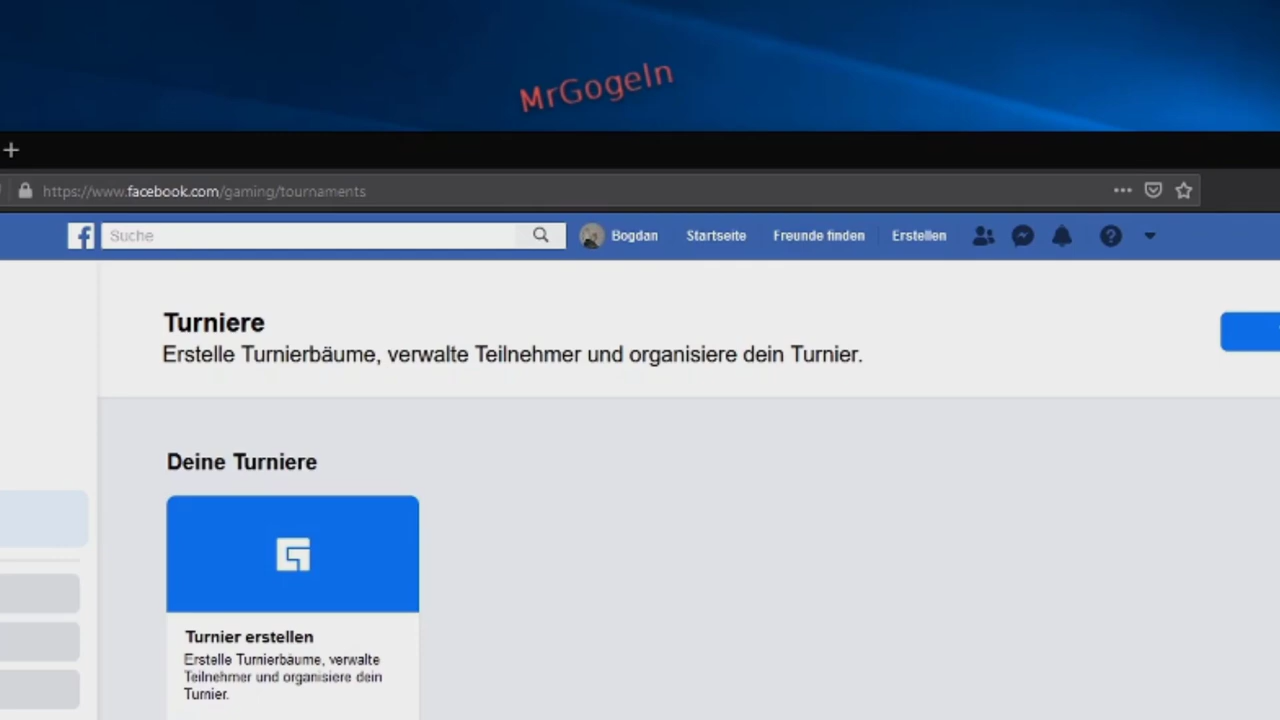 MrGogeln
https://www.facebook.com/gaming/tournaments
Suche
Bogdan
Startseite
Freunde finden
Erstellen
Turniere
Erstelle Turnierbäume, verwalte Teilnehmer und organisiere dein Turnier.
Deine Turniere
Turnier erstellen
Erstelle Turnierbäume, verwalte
Teilnehmer und organisiere dein
Turnier.